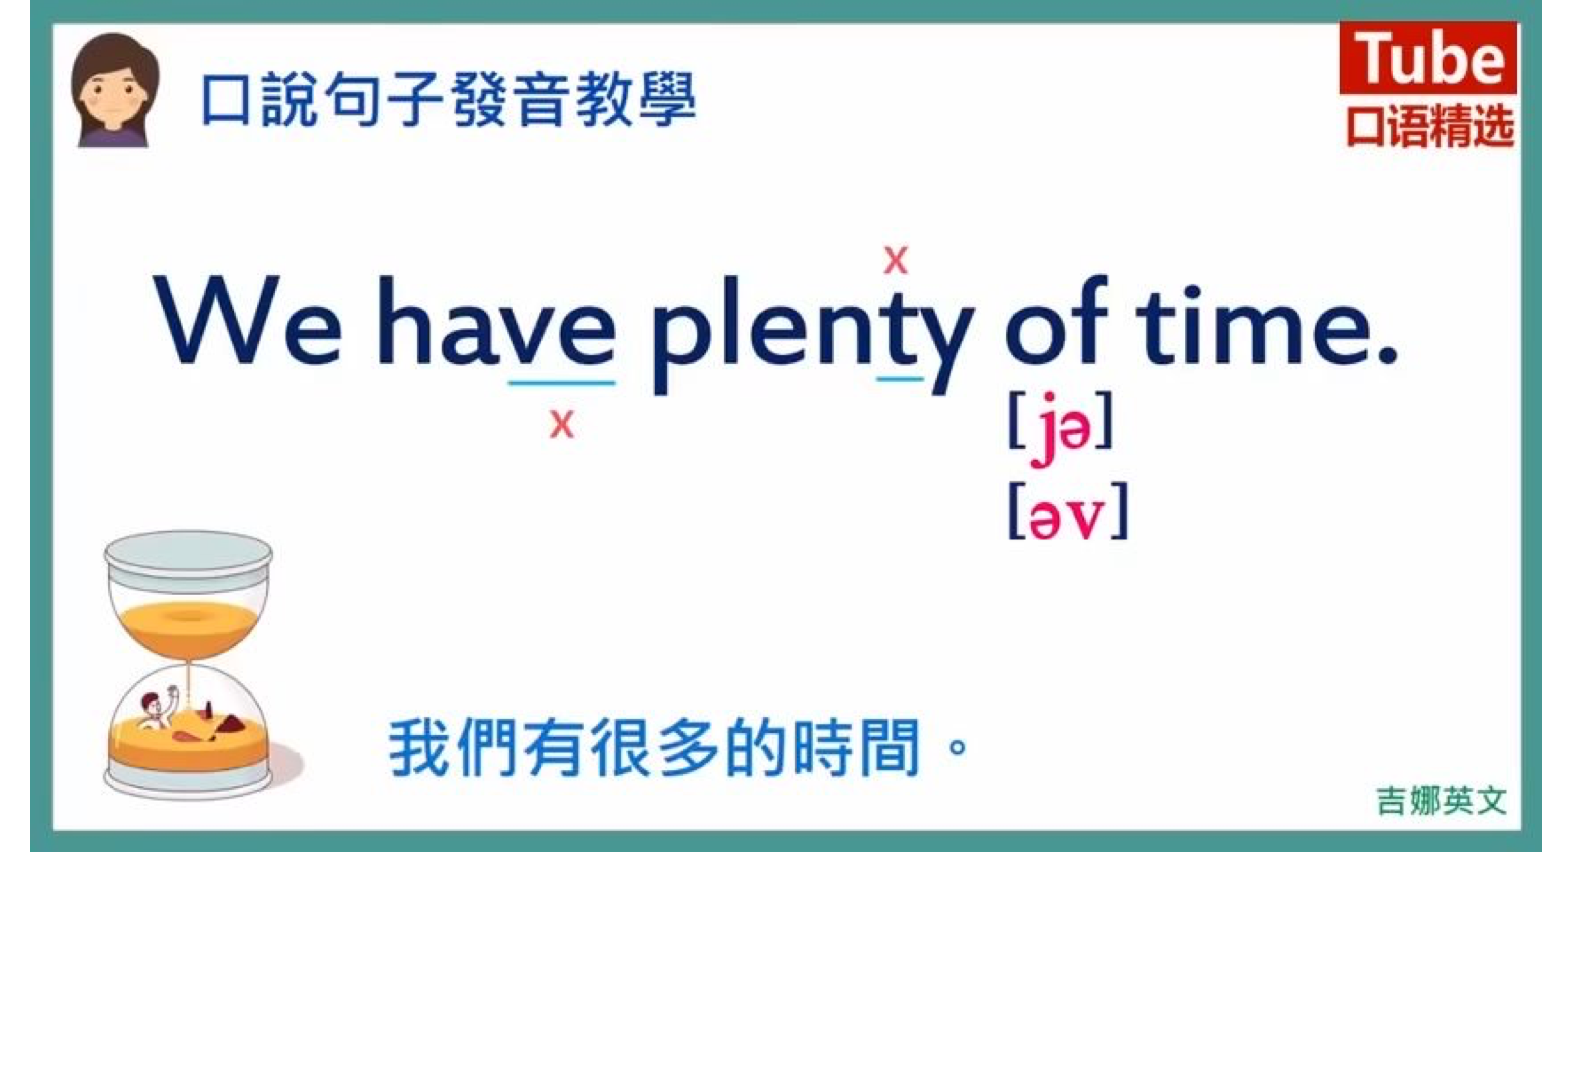 口說句子發音教學
Tube
口语精选
x
We have plenty of time.
x
[jə]
[əv]
我們有很多的時間。
吉娜英文